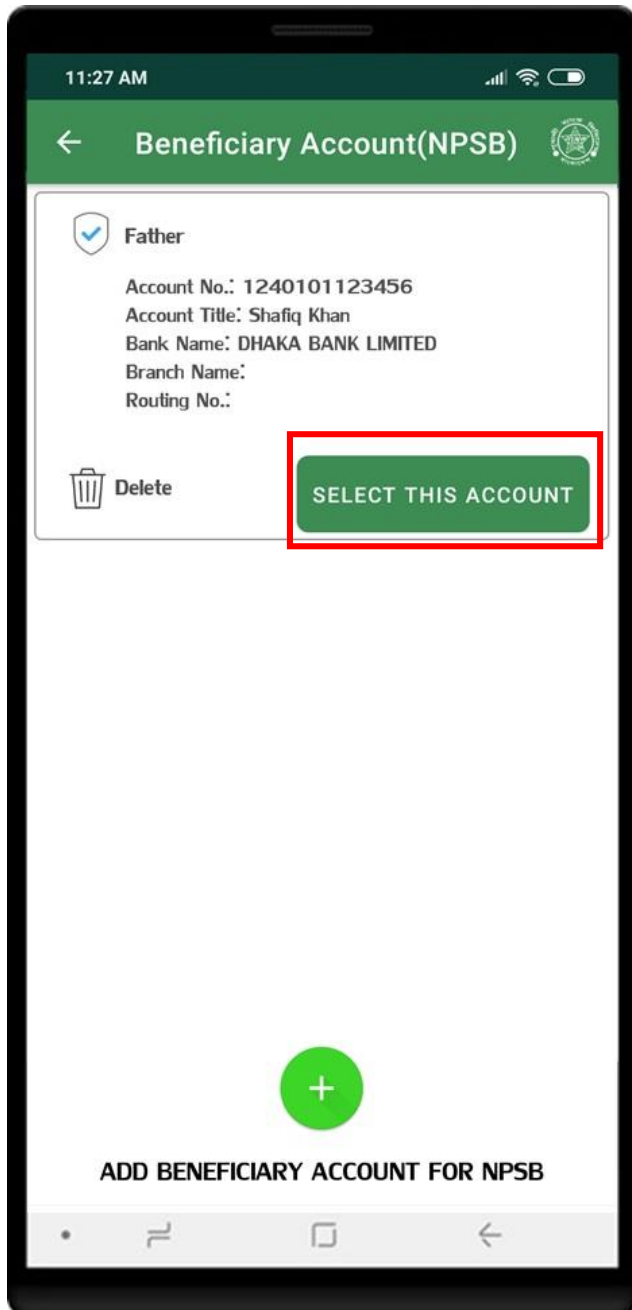 11:27 AM
Beneficiary Account(NPSB)
Father
Account No.: 1240101123456
Account Title: Shafiq Khan
Bank Name: DHAKA BANK LIMITED
Branch Name:
Routing No.:
Delete
SELECT THIS ACCOUNT
ADD BENEFICIARY ACCOUNT FOR NPSB